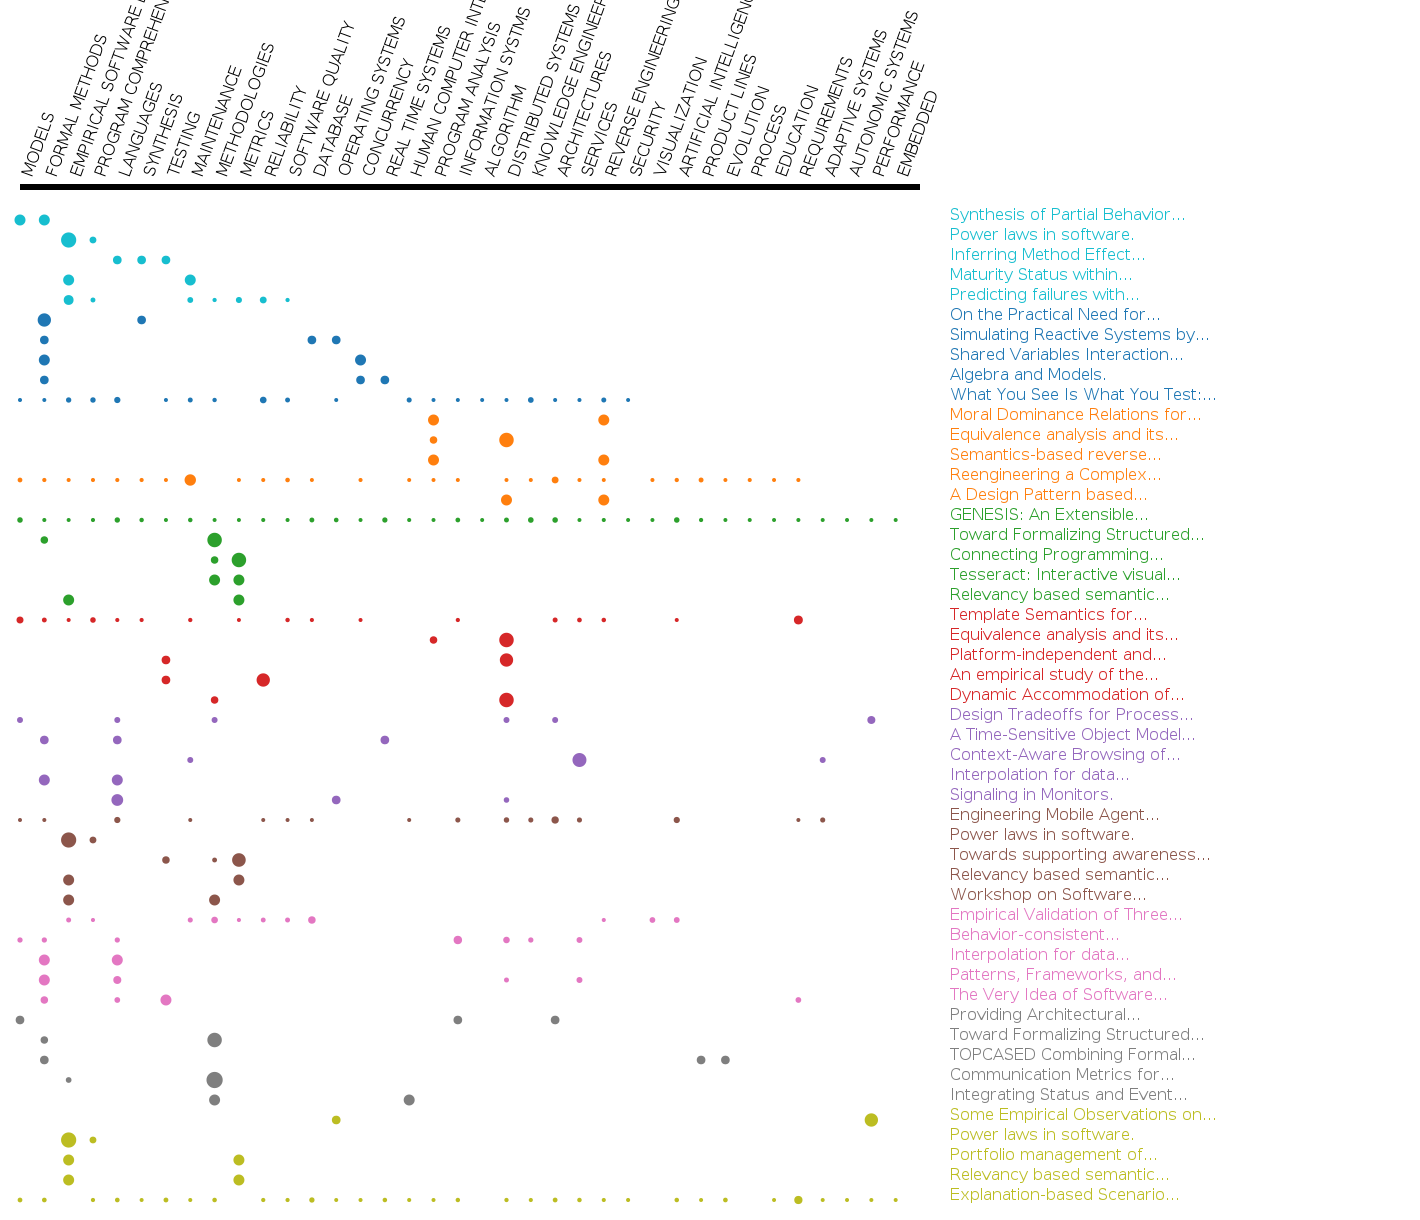 MODELS
FORMAL METHODS
EMPIRICAL SOFTWARE
PROGRAM COMPREHEN
LANGUAGES
SYNTHESIS
TESTING
MAINTENANCE
METHODOLOGIES
METRICS
RELIABILITY
SOFTWARE QUALITY
DATABASE
OPERATING SYSTEMS
CONCURRENCY
REAL TIME SYSTEMS
HUMAN COMPUTER INT
PROGRAM ANALYSIS
INFORMATION SYSTMS
ALGORITHM
DISTRIBUTED SYSTEMS
KNOWLEDGE ENGINEER
ARCHITECTURES
SERVICES
REVERSE ENGINEERING
SECURITY
VISUALIZATION
ARTIFICIAL INTELLIGENC
PRODUCT LINES
EVOLUTION
PROCESS
EDUCATION
REQUIREMENTS
ADAPTIVE SYSTEMS
AUTONOMIC SYSTEMS
PERFORMANCE
EMBEDDED
Synthesis of Partial Behavior...
Power laws in software.
Inferring Method Effect...
Maturity Status within...
Predicting failures with...
On the Practical Need for...
Simulating Reactive Systems by...
Shared Variables Interaction...
Algebra and Models.
What You See Is What You Test:...
Moral Dominance Relations for...
Equivalence analysis and its...
Semantics-based reverse...
Reengineering a Complex...
A Design Pattern based...
GENESIS: An Extensible...
Toward Formalizing Structured...
Connecting Programming...
Tesseract: Interactive visual...
Relevancy based semantic...
Template Semantics for...
Equivalence analysis and its...
Platform-independent and...
An empirical study of the...
Dynamic Accommodation of...
Design Tradeoffs for Process...
A Time-Sensitive Object Model...
Context-Aware Browsing of...
Interpolation for data...
Signaling in Monitors.
Engineering Mobile Agent...
Power laws in software.
Towards supporting awareness...
Relevancy based semantic...
Workshop on Software...
Empirical Validation of Three...
Behavior-consistent...
Interpolation for data...
Patterns, Frameworks, and...
The Very Idea of Software...
Providing Architectural...
Toward Formalizing Structured...
TOPCASED Combining Formal...
Communication Metrics for...
Integrating Status and Event...
Some Empirical Observations on...
Power laws in software.
Portfolio management of...
Relevancy based semantic...
Explanation-based Scenario...